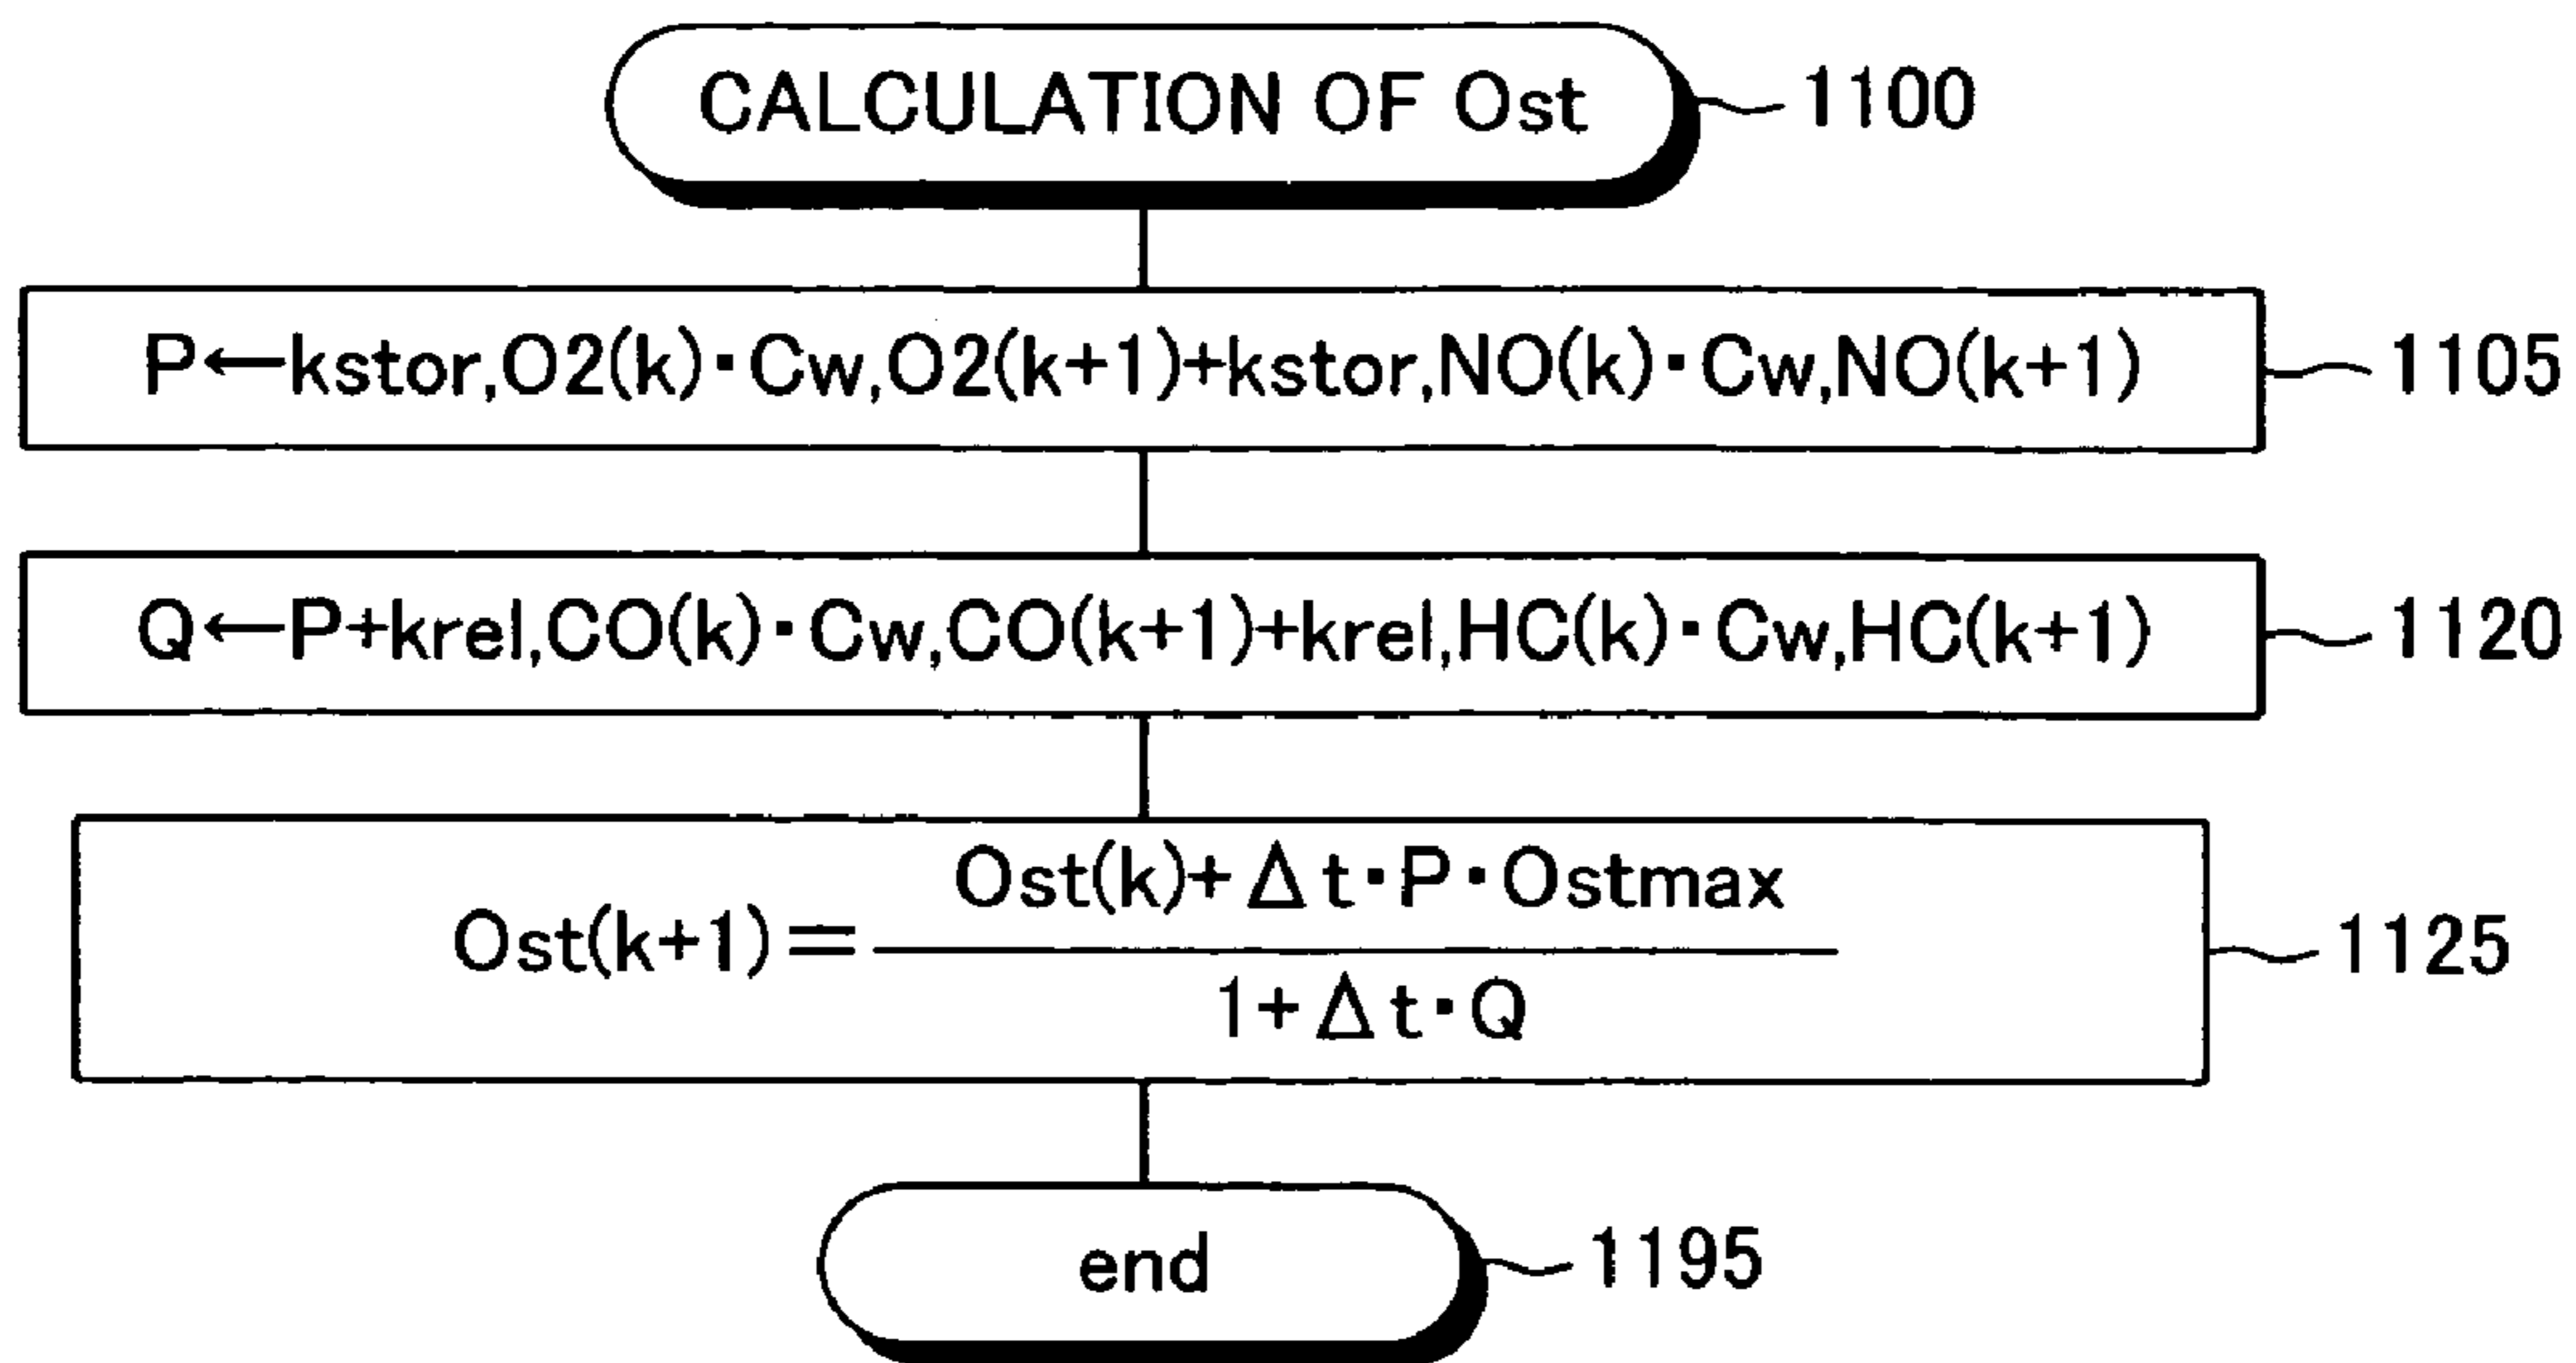 CALCULATION OF Ost
1100
P←kstor,O2(k)·Cw,O2(k+1)+kstor,NO(k)·Cw,NO(k+1)
1105
Q←P+krel,CO(k)·Cw,CO(k+1)+krel,HC(k)·Cw,HC(k+1)
1120
Ost(k)+Δt·P·Ostmax
Ost(k+1)=
1+Δt·Q
1125
end
1195